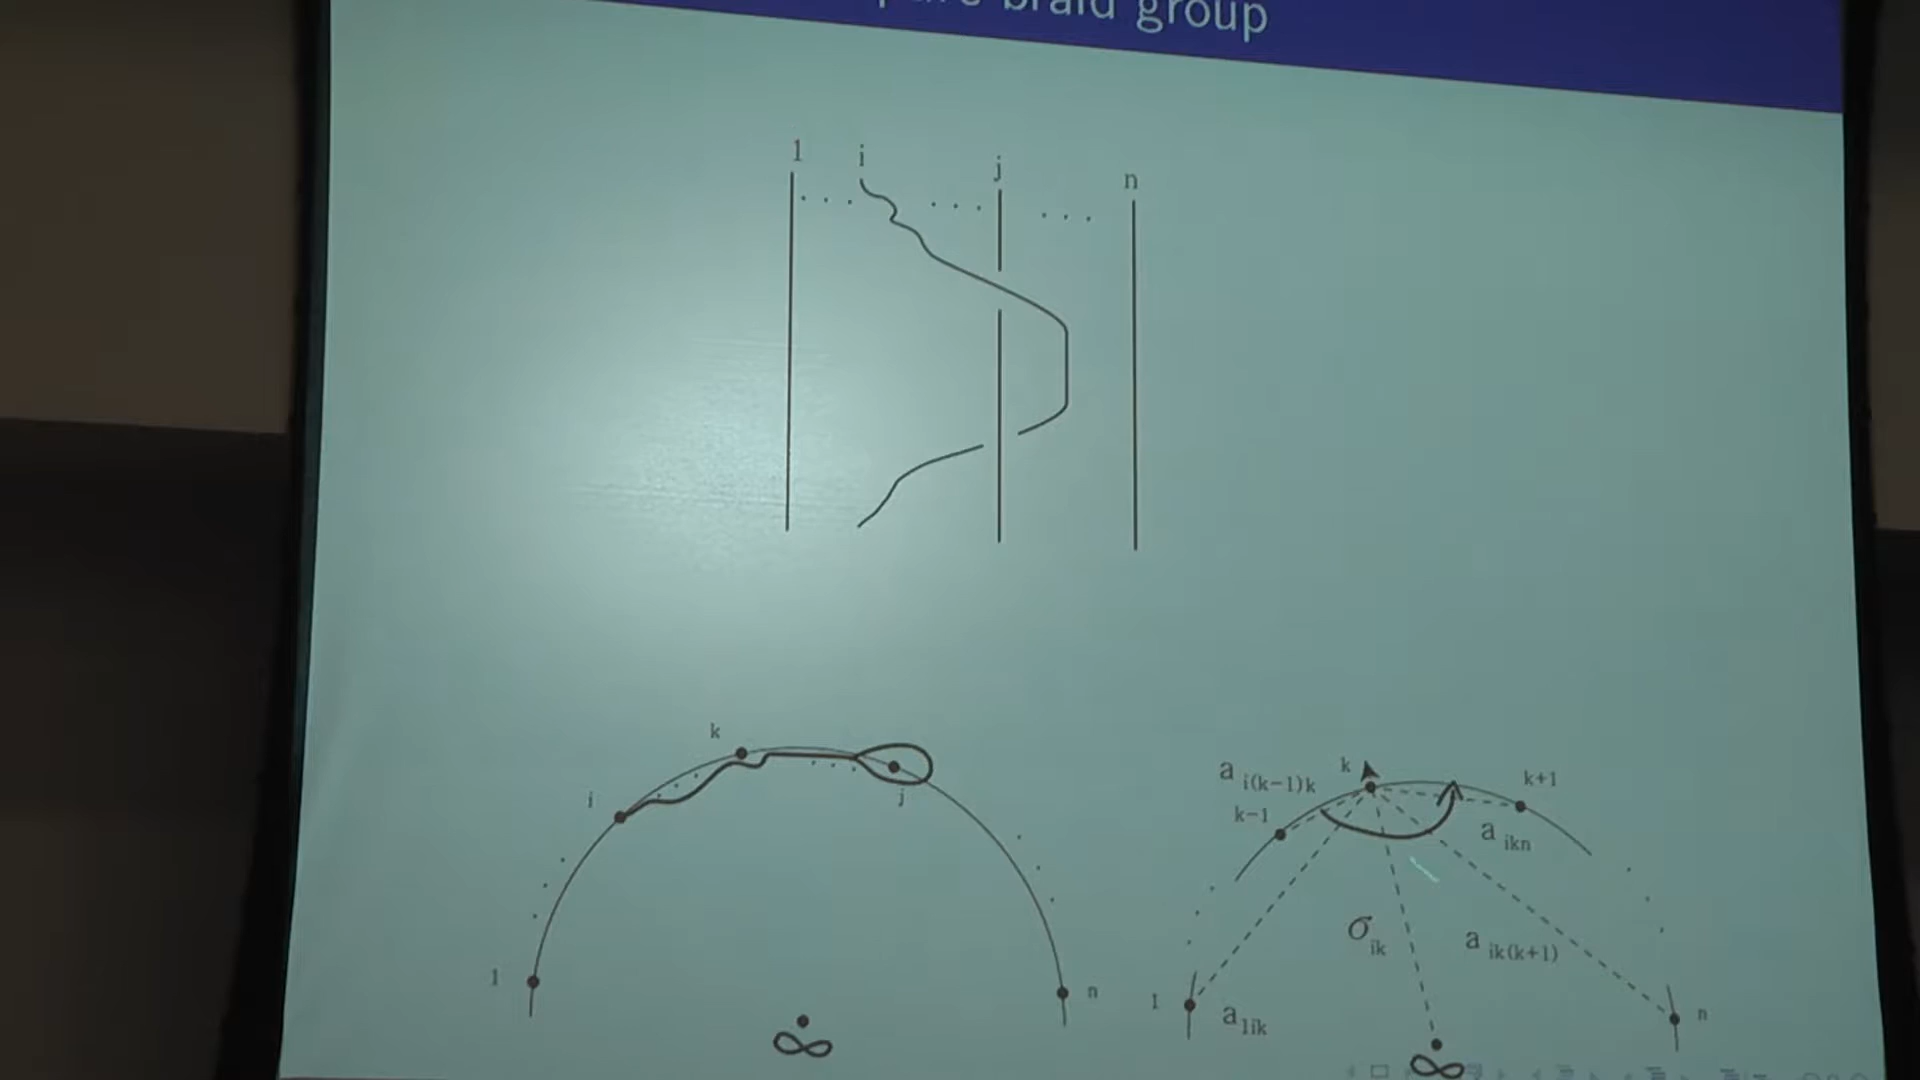 braid group
1 i j n
k
i
j
1
n
∞
a i(k-1)k
k
k+1
k-1
a ikn
σ ik
a ik(k+1)
1
a 1ik
n
∞